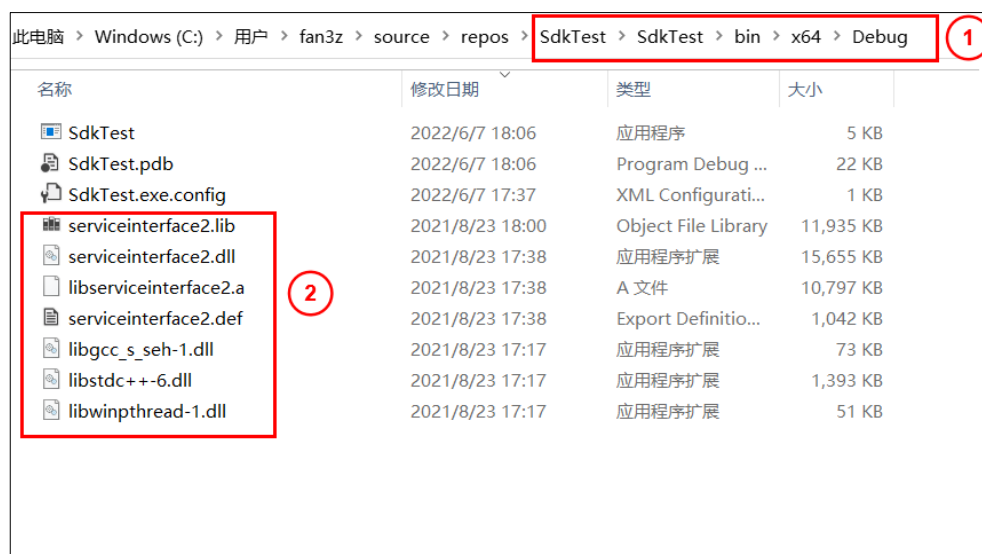 此电脑 > Windows (C:) > 用户 > fan3z > source > repos > SdkTest > SdkTest > bin > x64 > Debug 1
名称 修改日期 类型 大小
SdkTest 2022/6/7 18:06 应用程序 5 KB
SdkTest.pdb 2022/6/7 18:06 Program Debug ... 22 KB
SdkTest.exe.config 2022/6/7 17:37 XML Configurati... 1 KB
serviceinterface2.lib 2021/8/23 18:00 Object File Library 11,935 KB
serviceinterface2.dll 2021/8/23 17:38 应用程序扩展 15,655 KB
libserviceinterface2.a 2 2021/8/23 17:38 A 文件 10,797 KB
serviceinterface2.def 2021/8/23 17:38 Export Definitio... 1,042 KB
libgcc_s_seh-1.dll 2021/8/23 17:17 应用程序扩展 73 KB
libstdc++-6.dll 2021/8/23 17:17 应用程序扩展 1,393 KB
libwinpthread-1.dll 2021/8/23 17:17 应用程序扩展 51 KB